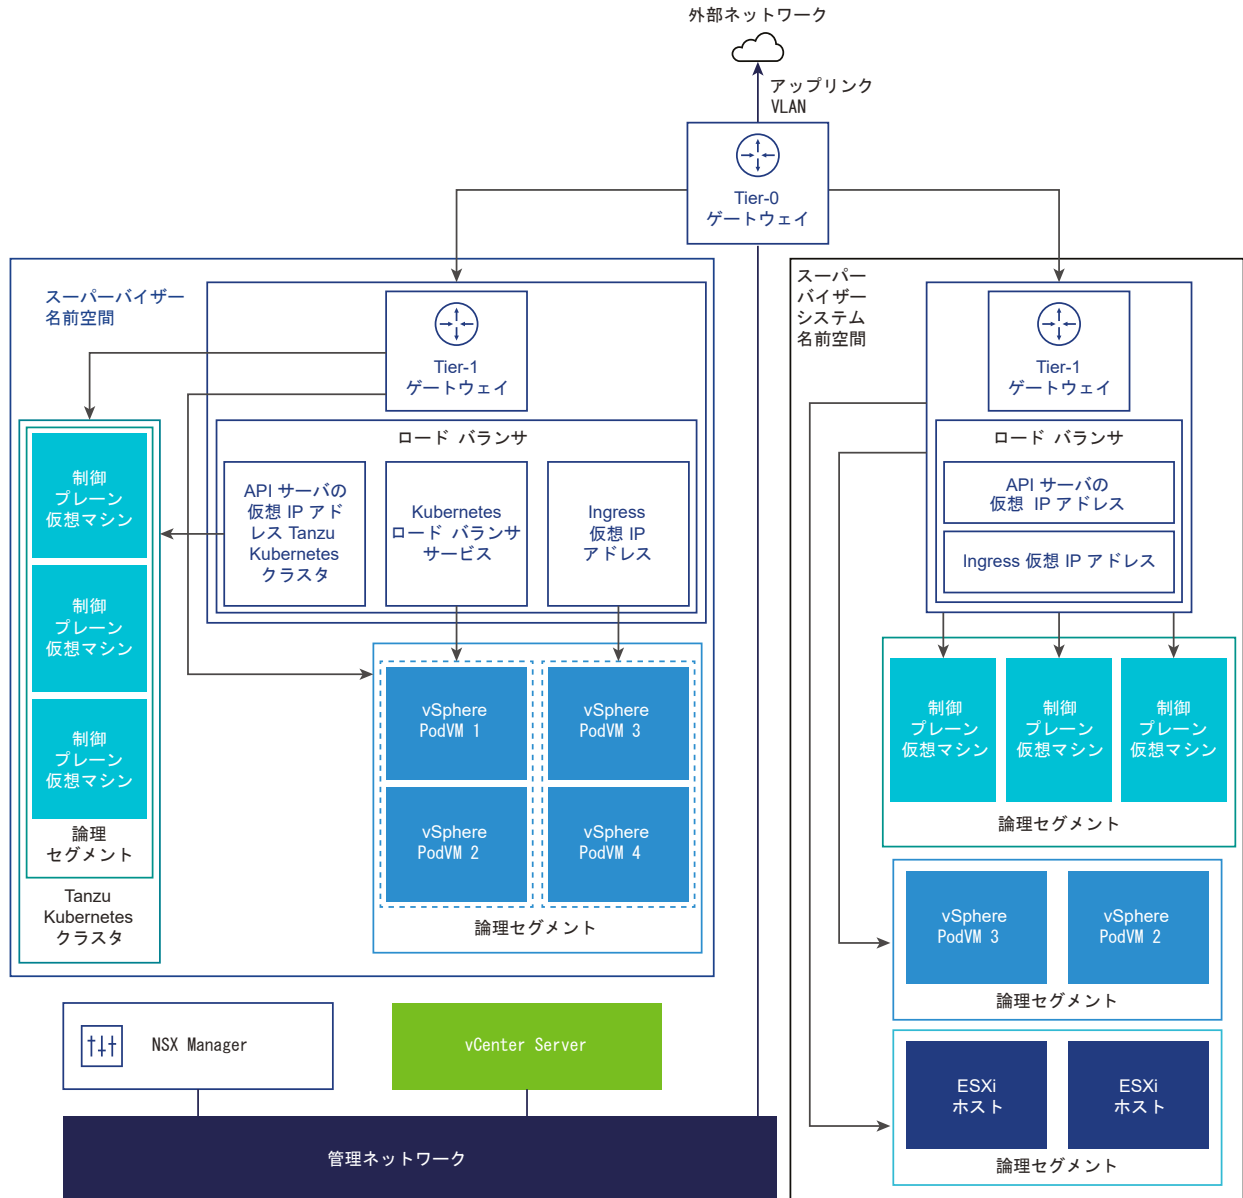 外部ネットワーク
アップリンク
VLAN
Tier-0
ゲートウェイ
スーパーバイザー
名前空間
Tier-1
ゲートウェイ
ロード バランサ
API サーバの
仮想 IP アド
レス Tanzu
Kubernetes
クラスタ
Kubernetes
ロード バランサ
サービス
Ingress
仮想 IP
アドレス
制御
プレーン
仮想マシン
制御
プレーン
仮想マシン
制御
プレーン
仮想マシン
論理
セグメント
Tanzu
Kubernetes
クラスタ
vSphere
PodVM 1
vSphere
PodVM 3
vSphere
PodVM 2
vSphere
PodVM 4
論理セグメント
スーパー
バイザー
システム
名前空間
Tier-1
ゲートウェイ
ロード バランサ
API サーバの
仮想 IP アドレス
Ingress 仮想 IP アドレス
制御
プレーン
仮想マシン
制御
プレーン
仮想マシン
制御
プレーン
仮想マシン
論理セグメント
vSphere
PodVM 3
vSphere
PodVM 2
論理セグメント
ESXi
ホスト
ESXi
ホスト
論理セグメント
NSX Manager
vCenter Server
管理ネットワーク